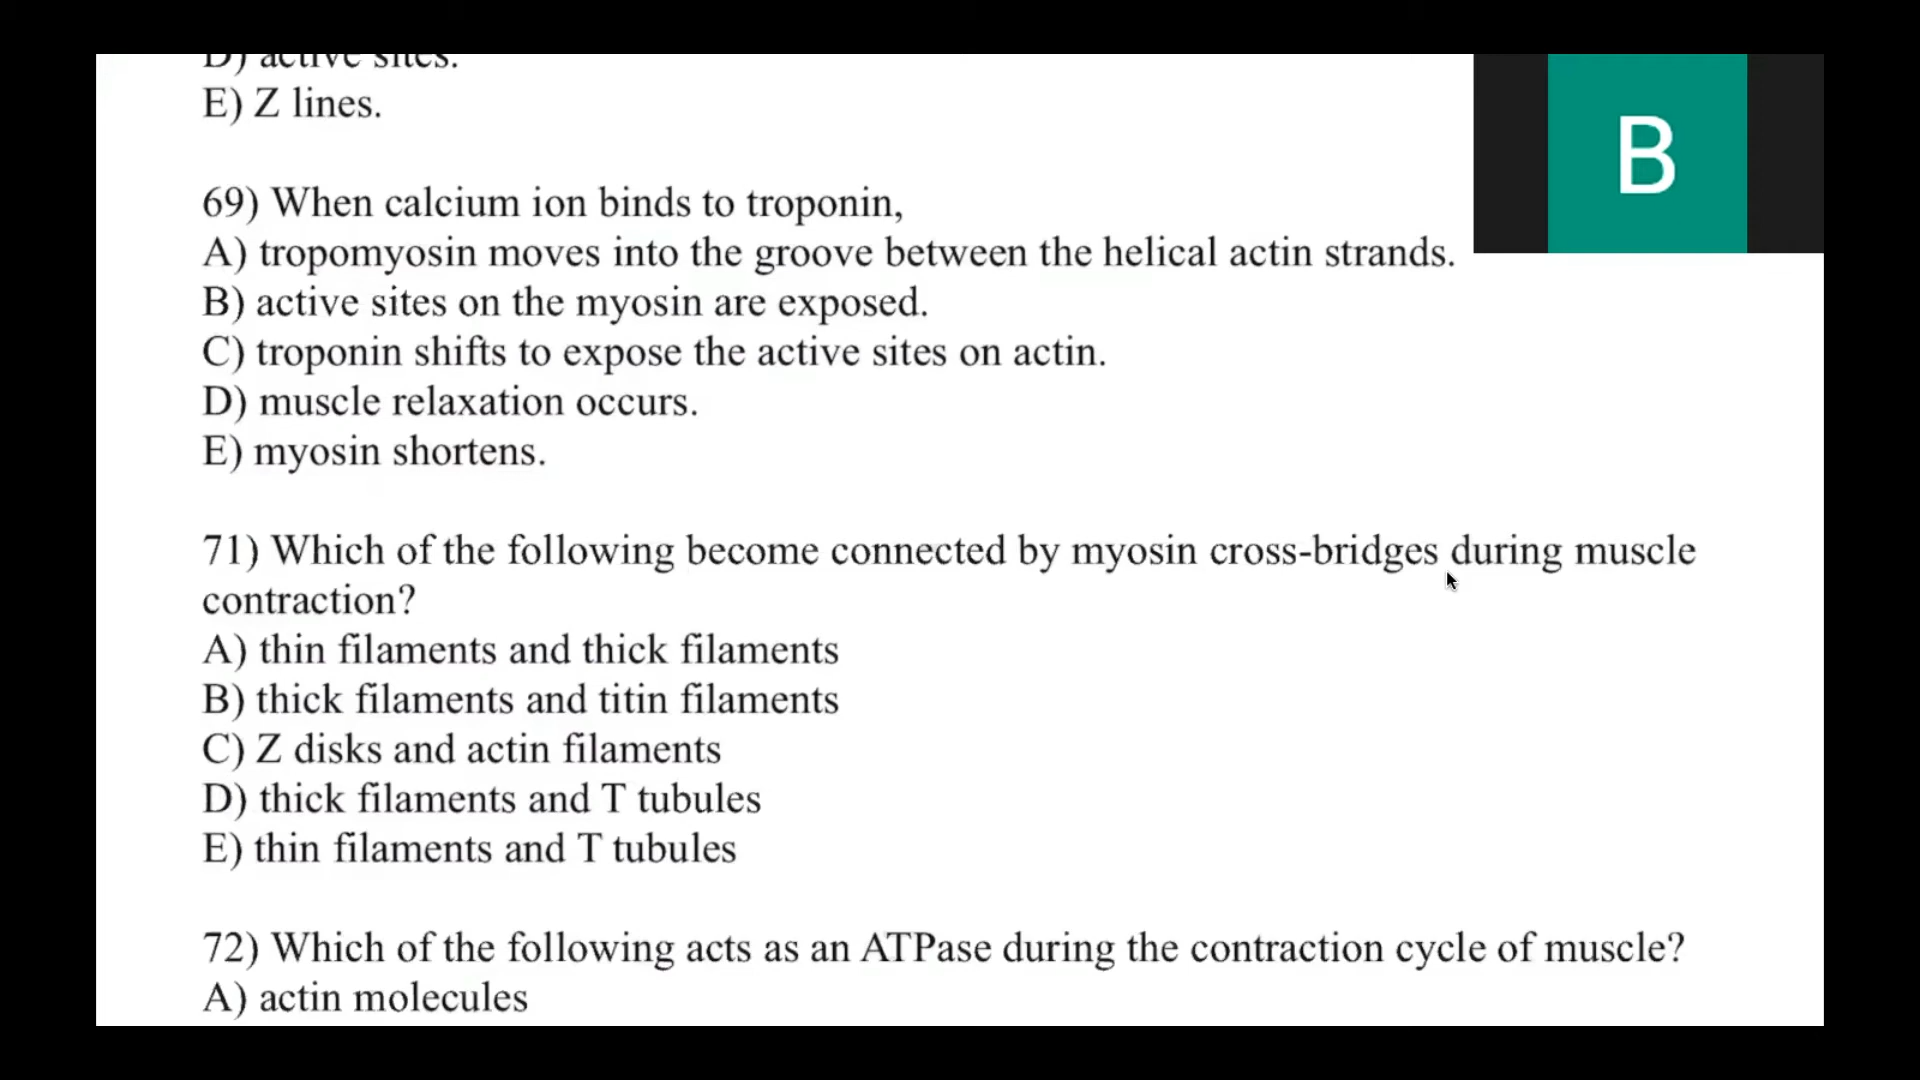 D) active sites.
E) Z lines.
B
69) When calcium ion binds to troponin,
A) tropomyosin moves into the groove between the helical actin strands.
B) active sites on the myosin are exposed.
C) troponin shifts to expose the active sites on actin.
D) muscle relaxation occurs.
E) myosin shortens.
71) Which of the following become connected by myosin cross-bridges during muscle
contraction?
A) thin filaments and thick filaments
B) thick filaments and titin filaments
C) Z disks and actin filaments
D) thick filaments and T tubules
E) thin filaments and T tubules
72) Which of the following acts as an ATPase during the contraction cycle of muscle?
A) actin molecules